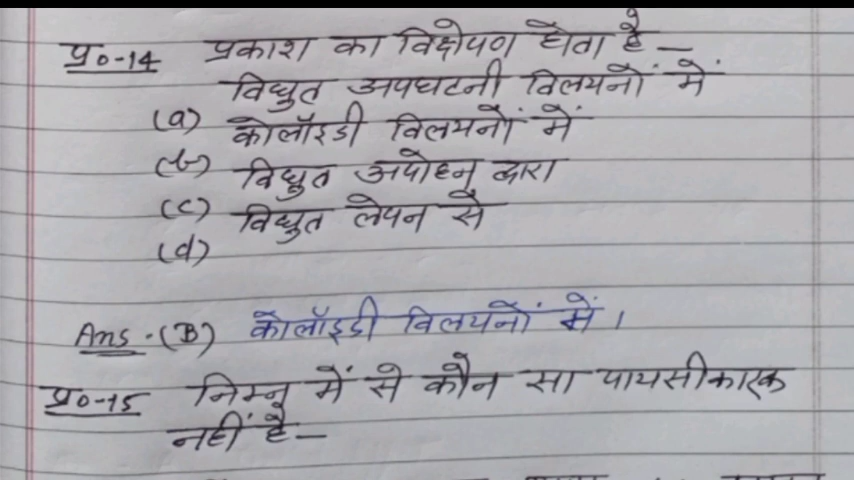 प्र०-14 प्रकाश का विक्षेपण होता है —
(a) विधुत अपघटनी विलयनों में
(b) कोलॉइडी विलयनों में
(c) विधुत अपोहन द्वारा
(d) विधुत लेपन से
Ans.(B) कोलॉइडी विलयनों में।
प्र०-15 निम्न में से कौन सा पायसीकारक
नहीं है —